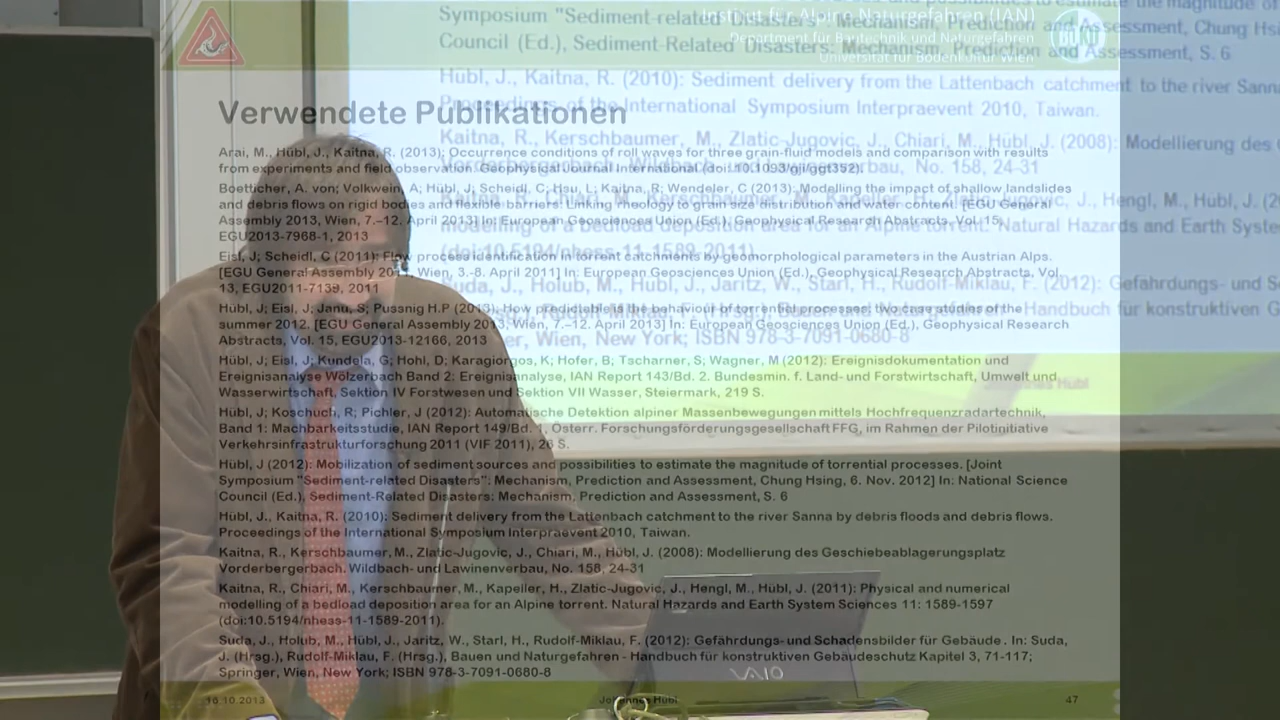 Institut für Alpine Naturgefahren (IAN)
Department für Bautechnik und Naturgefahren
Universität für Bodenkultur Wien
Verwendete Publikationen
Arai, M., Hübl, J., Kaitna, R. (2013): Occurrence conditions of roll waves for three grain-fluid models and comparison with results
from experiments and field observation. Geophysical Journal International (doi:10.1093/gji/ggt352).
Boettcher, A. von; Volkwein, A; Hübl, J; Scheidl, C; Hsu, L; Kaitna, R; Wendeler, C (2013): Modeling the impact of shallow landslides
and debris flows on rigid bodies and flexible barriers: Linking rheology to grain size distribution and water content. [EGU General
Assembly 2013, Wien, 7.–12. April 2013] In: European Geosciences Union (Ed.), Geophysical Research Abstracts, Vol. 15,
EGU2013-7968-1, 2013
Eisl, J; Scheidl, C (2011): Flow process identification in torrent catchments by geomorphological parameters in the Austrian Alps.
[EGU General Assembly 2011, Wien, 3.-8. April 2011] In: European Geosciences Union (Ed.), Geophysical Research Abstracts, Vol
13, EGU2011-7139, 2011
Hübl, J; Eisl, J; Janu, S; Pussnig H.P (2013): How predictable is the behaviour of torrential processes: two case studies of the
summer 2012. [EGU General Assembly 2013, Wien, 7.–12. April 2013] In: European Geosciences Union (Ed.), Geophysical Research
Abstracts, Vol. 15, EGU2013-12166, 2013
Hübl, J; Eisl, J; Kundela, G; Hohl, D; Karagiorgos, K; Hofer, B; Tscharner, S; Wagner, M (2012): Ereignisdokumentation und
Ereignisanalyse Wölzerbach Band 2: Ereignisanalyse, IAN Report 143/Bd. 2. Bundesmin. f. Land- und Forstwirtschaft, Umwelt und
Wasserwirtschaft, Sektion IV Forstwesen und Sektion VII Wasser, Steiermark, 219 S.
Hübl, J; Koschuch, R; Pichler, J (2012): Automatische Detektion alpiner Massenbewegungen mittels Hochfrequenzradartechnik,
Band 1: Machbarkeitsstudie, IAN Report 149/Bd. 1, Österr. Forschungsförderungsgesellschaft FFG, im Rahmen der Pilotinitiative
Verkehrsinfrastrukturforschung 2011 (VIF 2011), 28 S.
Hübl, J (2012): Mobilization of sediment sources and possibilities to estimate the magnitude of torrential processes. [Joint
Symposium "Sediment-related Disasters": Mechanism, Prediction and Assessment, Chung Hsing, 6. Nov. 2012] In: National Science
Council (Ed.), Sediment-Related Disasters: Mechanism, Prediction and Assessment, S. 6
Hübl, J., Kaitna, R. (2010): Sediment delivery from the Lattenbach catchment to the river Sanna by debris floods and debris flows.
Proceedings of the International Symposium Interpraevent 2010, Taiwan.
Kaitna, R., Kerschbaumer, M., Zlatic-Jugovic, J., Chiari, M., Hübl, J. (2008): Modellierung des Geschiebeablagerungsplatz
Vorderbergerbach. Wildbach- und Lawinenverbau, No. 158, 24-31
Kaitna, R., Chiari, M., Kerschbaumer, M., Kapeller, H., Zlatic-Jugovic, J., Hengl, M., Hübl, J. (2011): Physical and numerical
modelling of a bedload deposition area for an Alpine torrent. Natural Hazards and Earth System Sciences 11: 1589-1597
(doi:10.5194/nhess-11-1589-2011).
Suda, J., Holub, M., Hübl, J., Jaritz, W., Starl, H., Rudolf-Miklau, F. (2012): Gefährdungs- und Schadensbilder für Gebäude. In: Suda,
J. (Hrsg.), Rudolf-Miklau, F. (Hrsg.), Bauen und Naturgefahren - Handbuch für konstruktiven Gebäudeschutz Kapitel 3, 71-117;
Springer, Wien, New York; ISBN 978-3-7091-0680-8
16.10.2013 Johannes Hübl 47
VAIO